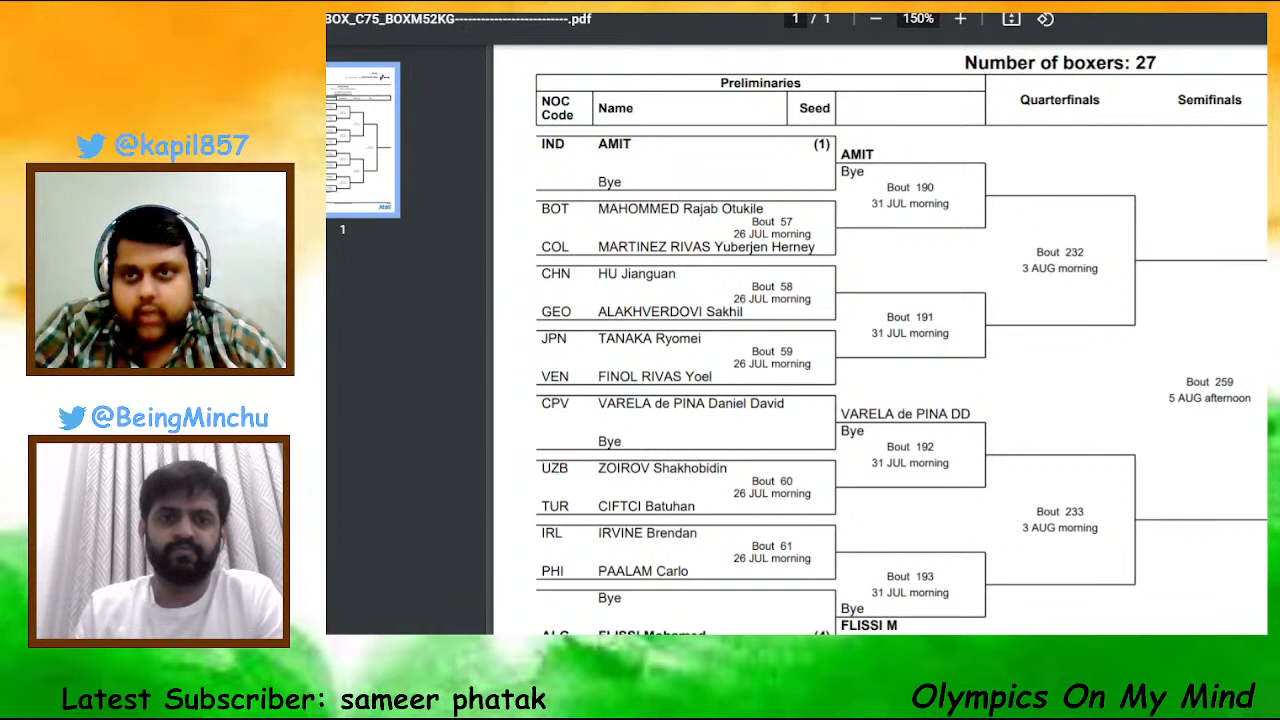 BOX_C75_BOXM52KG--------------------------.pdf
1 / 1
150%
@kapil857
1
@BeingMinchu
Number of boxers: 27
Preliminaries
Quarterfinals
Semifinals
NOC Code
Name
Seed
IND AMIT (1)
Bye
AMIT
Bye
Bout 190
31 JUL morning
BOT MAHOMMED Rajab Otukile
Bout 57
26 JUL morning
COL MARTINEZ RIVAS Yuberjen Herney
Bout 232
3 AUG morning
CHN HU Jianguan
Bout 58
26 JUL morning
GEO ALAKHVERDOVI Sakhil
Bout 191
31 JUL morning
JPN TANAKA Ryomei
Bout 59
26 JUL morning
VEN FINOL RIVAS Yoel
Bout 259
5 AUG afternoon
CPV VARELA de PINA Daniel David
Bye
VARELA de PINA DD
Bye
Bout 192
31 JUL morning
UZB ZOIROV Shakhobidin
Bout 60
26 JUL morning
TUR CIFTCI Batuhan
Bout 233
3 AUG morning
IRL IRVINE Brendan
Bout 61
26 JUL morning
PHI PAALAM Carlo
Bout 193
31 JUL morning
Bye
Bye
FLISSI M
ALG FLISSI Mohamed (4)
Latest Subscriber: sameer phatak
Olympics On My Mind